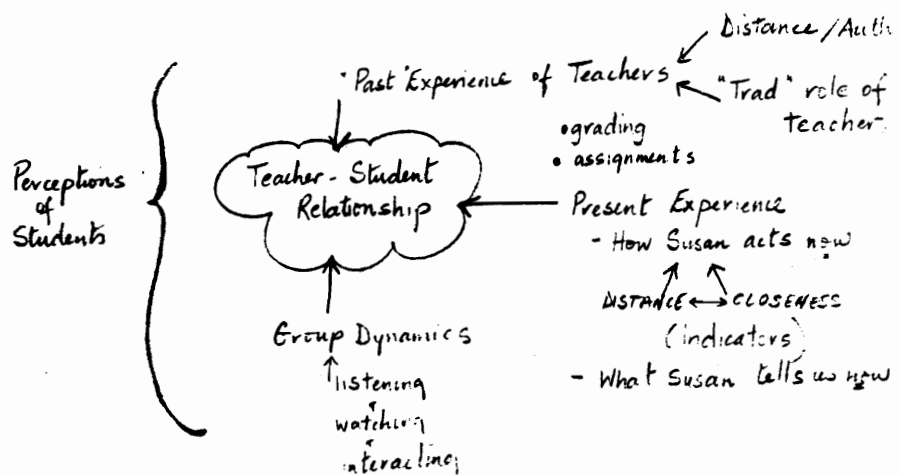 Distance / Auth
Past Experience of Teachers
"Trad" role of
teacher
• grading
• assignments
Perceptions
of
Students
Teacher - Student
Relationship
Present Experience
- How Susan acts now
DISTANCE ↔ CLOSENESS
(indicators)
- What Susan tells us now
Group Dynamics
listening
watching
interacting